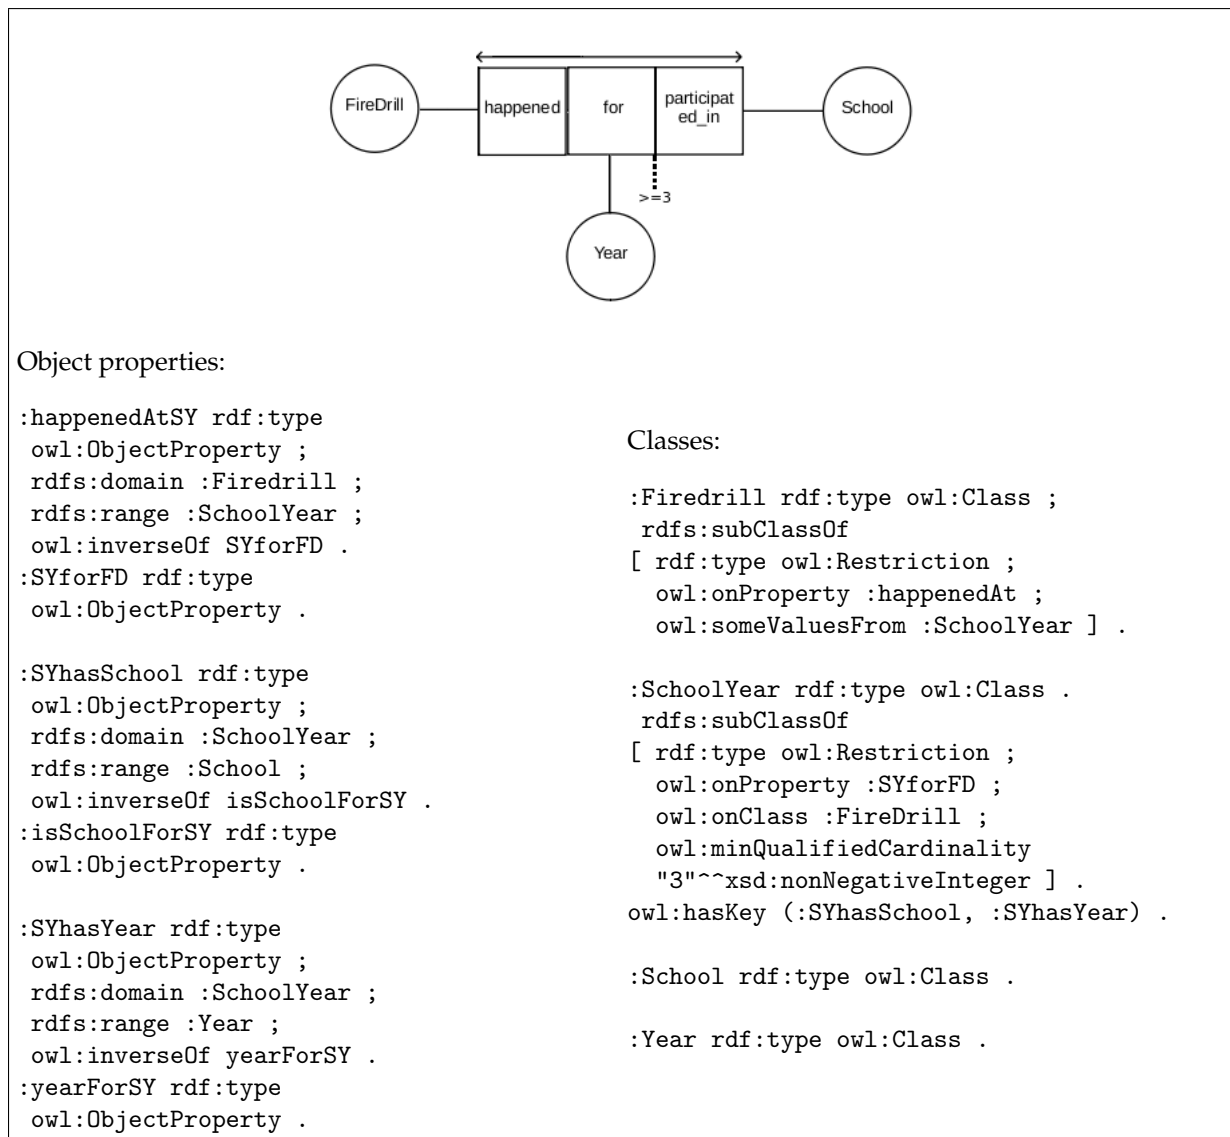 FireDrill
happened
for
participat
ed_in
School
>=3
Year
Object properties:
:happenedAtSY rdf:type
owl:ObjectProperty ;
rdfs:domain :Firedrill ;
rdfs:range :SchoolYear ;
owl:inverseOf SYforFD .
:SYforFD rdf:type
owl:ObjectProperty .
:SYhasSchool rdf:type
owl:ObjectProperty ;
rdfs:domain :SchoolYear ;
rdfs:range :School ;
owl:inverseOf isSchoolForSY .
:isSchoolForSY rdf:type
owl:ObjectProperty .
:SYhasYear rdf:type
owl:ObjectProperty ;
rdfs:domain :SchoolYear ;
rdfs:range :Year ;
owl:inverseOf yearForSY .
:yearForSY rdf:type
owl:ObjectProperty .
Classes:
:Firedrill rdf:type owl:Class ;
rdfs:subClassOf
[ rdf:type owl:Restriction ;
owl:onProperty :happenedAt ;
owl:someValuesFrom :SchoolYear ] .
:SchoolYear rdf:type owl:Class .
rdfs:subClassOf
[ rdf:type owl:Restriction ;
owl:onProperty :SYforFD ;
owl:onClass :FireDrill ;
owl:minQualifiedCardinality
"3"^^xsd:nonNegativeInteger ] .
owl:hasKey (:SYhasSchool, :SYhasYear) .
:School rdf:type owl:Class .
:Year rdf:type owl:Class .